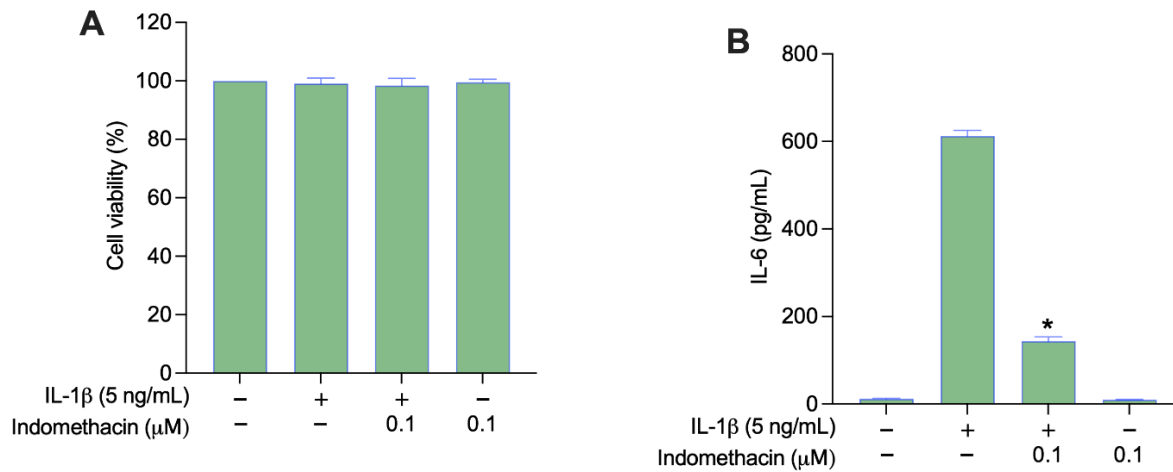 A
Cell viability (%)
120
100
80
60
40
20
0
IL-1β (5 ng/mL) – + + –
Indomethacin (μM) – – 0.1 0.1
B
IL-6 (pg/mL)
800
600
400
200
0
*
IL-1β (5 ng/mL) – + + –
Indomethacin (μM) – – 0.1 0.1